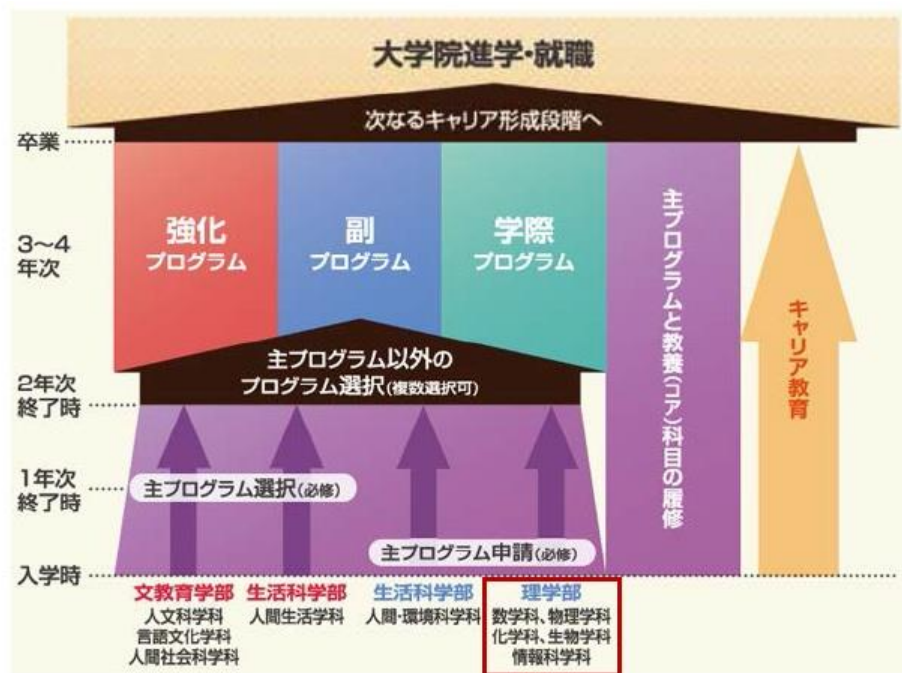 大学院進学・就職
次なるキャリア形成段階へ
卒業
強化
プログラム
副
プログラム
学際
プログラム
主プログラムと教養(コア)科目の履修
キャリア教育
3〜4
年次
主プログラム以外の
プログラム選択(複数選択可)
2年次
終了時
1年次
終了時
主プログラム選択(必修)
主プログラム申請(必修)
入学時
文教育学部
人文科学科
言語文化学科
人間社会科学科
生活科学部
人間生活学科
生活科学部
人間・環境科学科
理学部
数学科、物理学科
化学科、生物学科
情報科学科